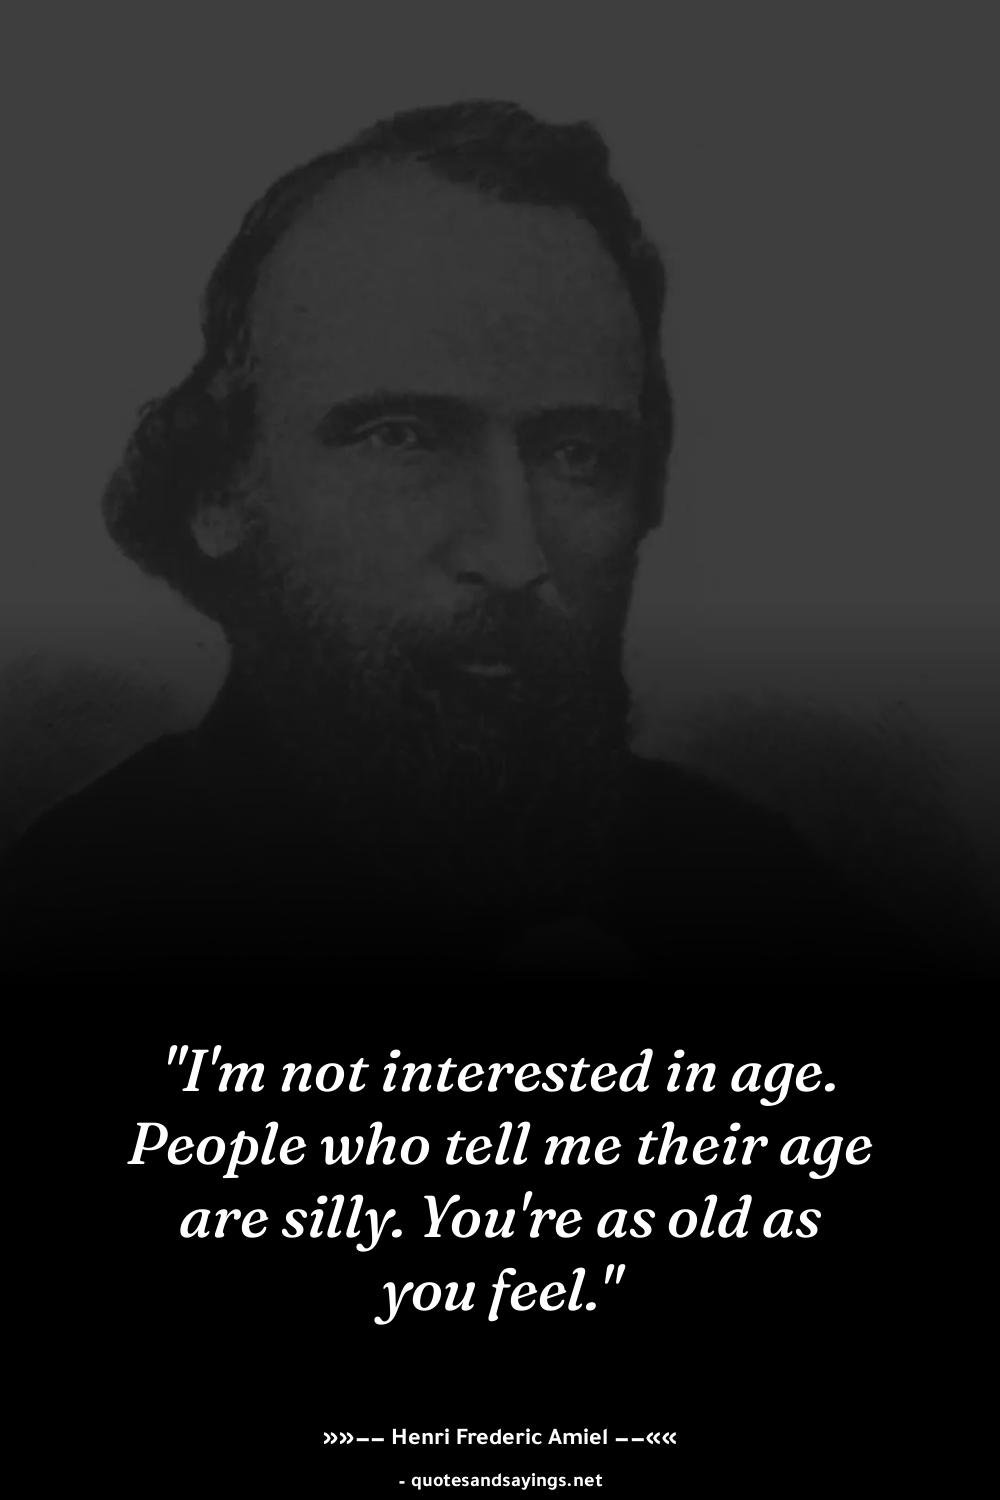 "I'm not interested in age.
People who tell me their age
are silly. You're as old as
you feel."
»»-- Henri Frederic Amiel --««
- quotesandsayings.net